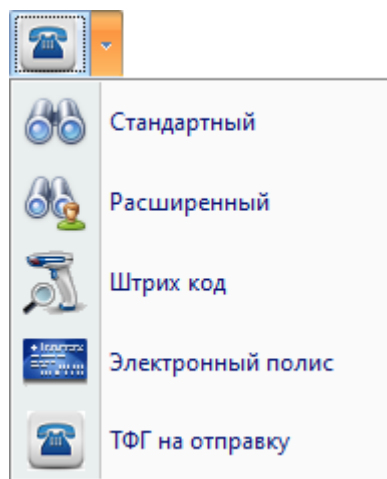 Стандартный
Расширенный
Штрих код
Электронный полис
ТФГ на отправку